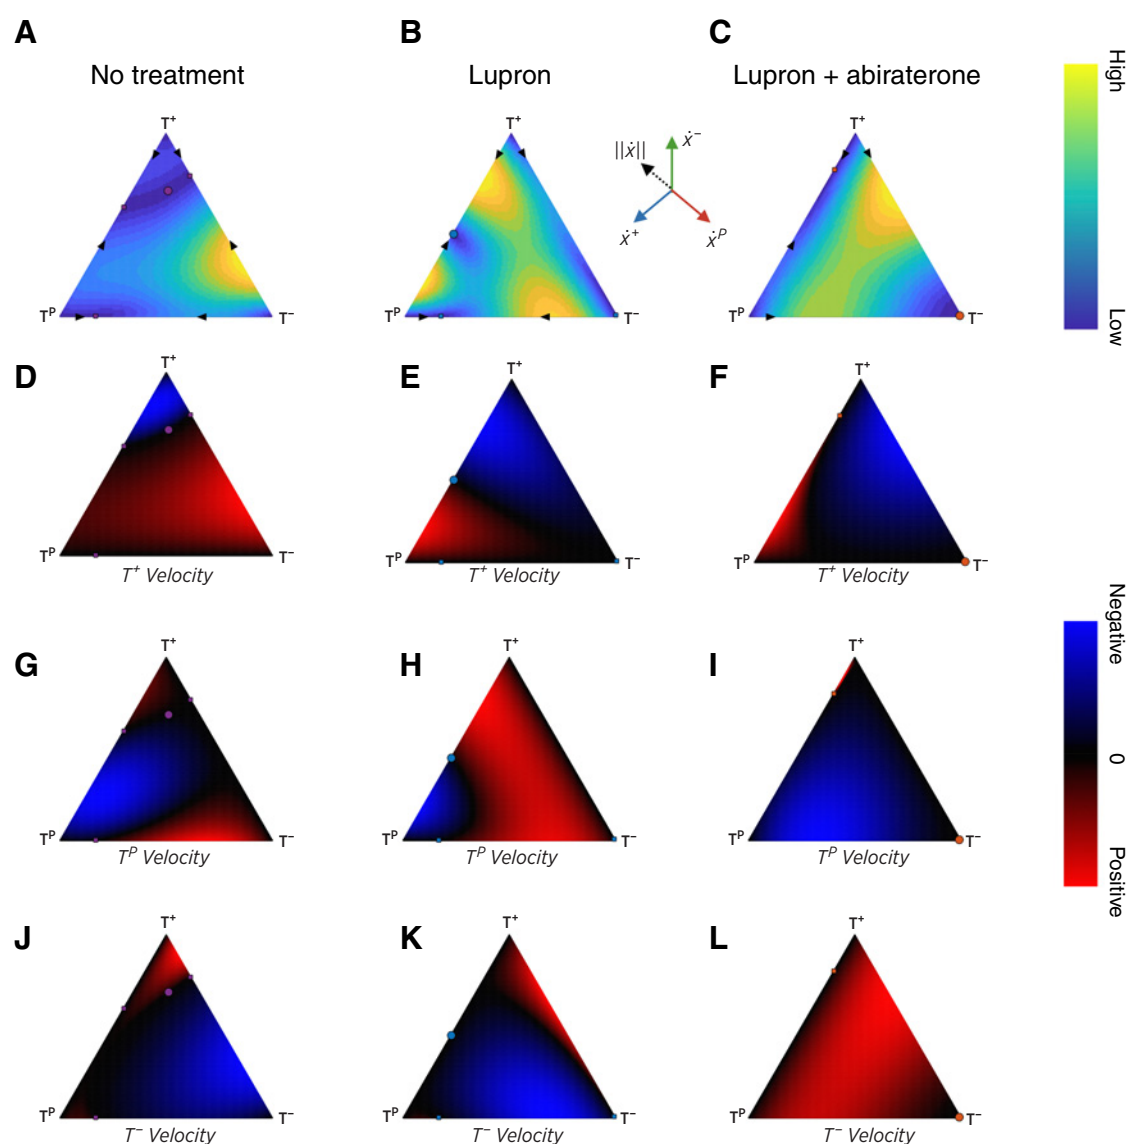 A
B
C
No treatment
Lupron
Lupron + abiraterone
High
Low
T⁺
T⁺
T⁺
||ẋ||
ẋ⁻
ẋ⁺
ẋᴾ
Tᴾ
T⁻
Tᴾ
T⁻
Tᴾ
T⁻
D
E
F
T⁺
T⁺
T⁺
Tᴾ
T⁻
Tᴾ
T⁻
Tᴾ
T⁻
T⁺ Velocity
T⁺ Velocity
T⁺ Velocity
Negative
0
Positive
G
H
I
T⁺
T⁺
T⁺
Tᴾ
T⁻
Tᴾ
T⁻
Tᴾ
T⁻
Tᴾ Velocity
Tᴾ Velocity
Tᴾ Velocity
J
K
L
T⁺
T⁺
T⁺
Tᴾ
T⁻
Tᴾ
T⁻
Tᴾ
T⁻
T⁻ Velocity
T⁻ Velocity
T⁻ Velocity